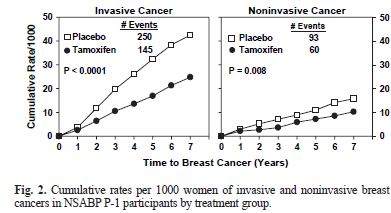 Invasive Cancer
Noninvasive Cancer
50
# Events
# Events
50
Placebo 250
Placebo 93
40
Tamoxifen 145
Tamoxifen 60
40
P < 0.0001
P = 0.008
30
30
20
20
10
10
0
0
0 1 2 3 4 5 6 7
0 1 2 3 4 5 6 7
Cumulative Rate/1000
Time to Breast Cancer (Years)
Fig. 2. Cumulative rates per 1000 women of invasive and noninvasive breast
cancers in NSABP P-1 participants by treatment group.